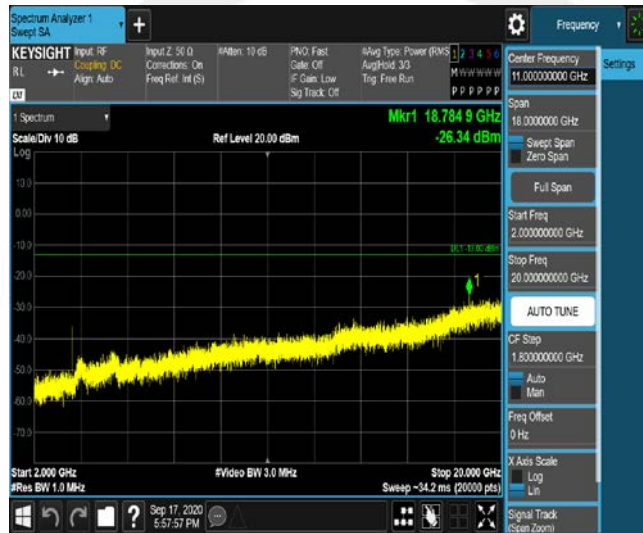 Spectrum Analyzer 1
Swept SA
Frequency
KEYSIGHT
RL
LXI
Input: RF
Coupling: DC
Align: Auto
Input Z: 50 Ω
Corrections: On
Freq Ref: Int (S)
#Atten: 10 dB
PNO: Fast
Gate: Off
IF Gain: Low
Sig Track: Off
#Avg Type: Power (RMS
Avg|Hold: 3/3
Trig: Free Run
1 2 3 4 5 6
M W W W W W
P P P P P P
1 Spectrum
Scale/Div 10 dB
Log
Ref Level 20.00 dBm
Mkr1 18.784 9 GHz
-26.34 dBm
10.0
0.00
-10.0
-20.0
-30.0
-40.0
-50.0
-60.0
-70.0
DL1 -13.00 dBm
1
Start 2.000 GHz
#Res BW 1.0 MHz
#Video BW 3.0 MHz
Stop 20.000 GHz
Sweep ~34.2 ms (20000 pts)
Center Frequency
11.000000000 GHz
Settings
Span
18.0000000 GHz
Swept Span
Zero Span
Full Span
Start Freq
2.000000000 GHz
Stop Freq
20.000000000 GHz
AUTO TUNE
CF Step
1.800000000 GHz
Auto
Man
Freq Offset
0 Hz
X Axis Scale
Log
Lin
Signal Track
(Span Zoom)
?
Sep 17, 2020
5:57:57 PM